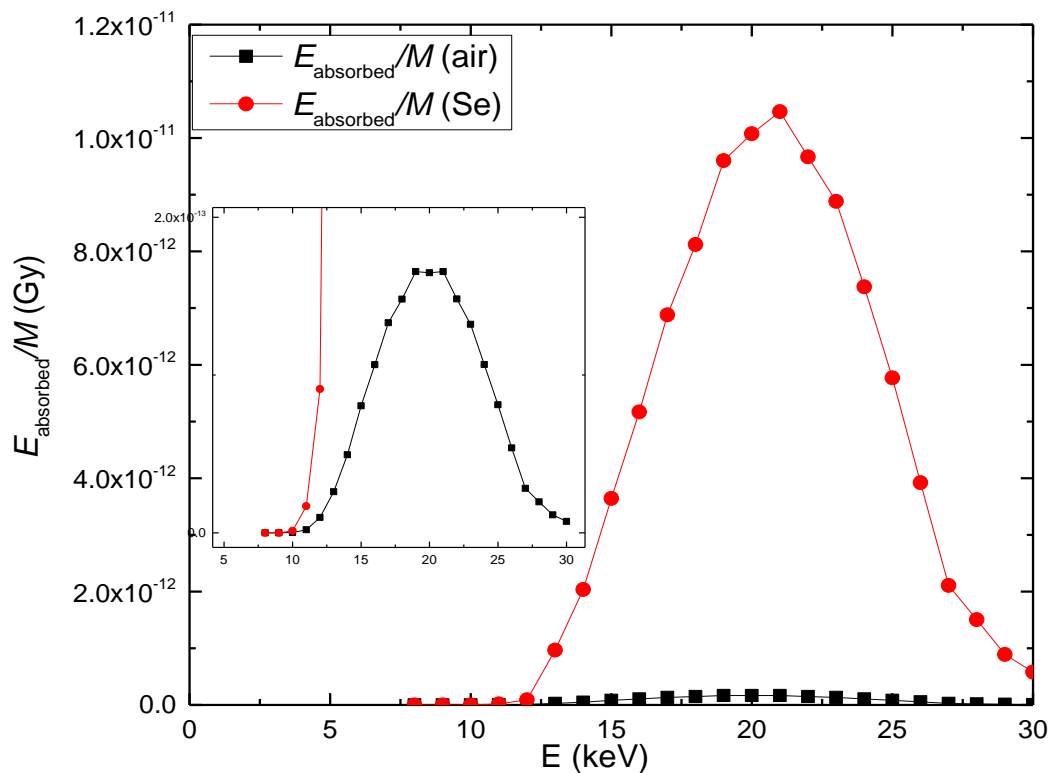 1.2x10⁻¹¹
1.0x10⁻¹¹
8.0x10⁻¹²
6.0x10⁻¹²
4.0x10⁻¹²
2.0x10⁻¹²
0.0
E_absorbed/M (Gy)
E_absorbed/M (air)
E_absorbed/M (Se)
2.0x10⁻¹³
0.0
5 10 15 20 25 30
0 5 10 15 20 25 30
E (keV)